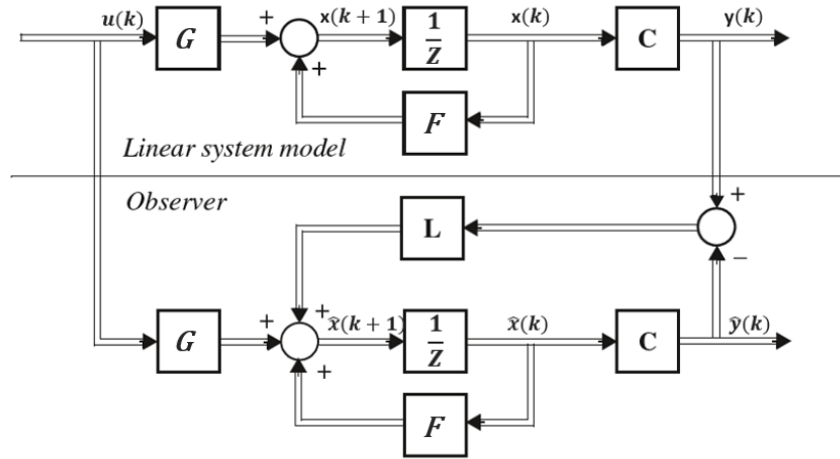 u(k) G + + x(k + 1) 1/Z x(k) C y(k)
F
Linear system model
Observer
L + −
G + + + x̂(k + 1) 1/Z x̂(k) C ŷ(k)
F